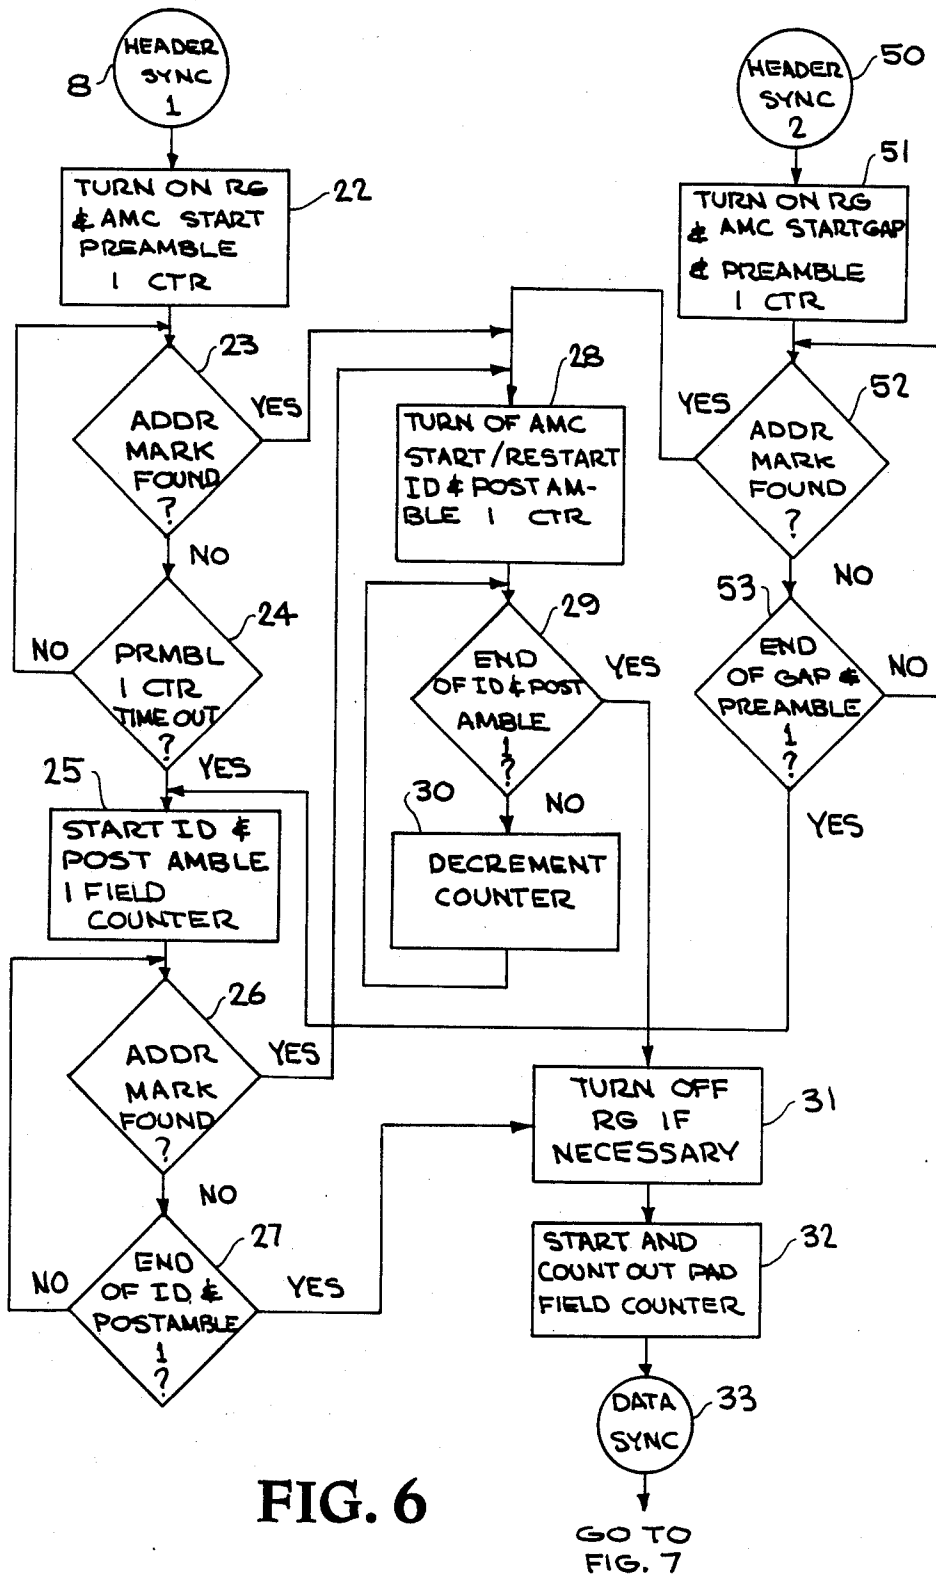 HEADER
SYNC
1
8
TURN ON RG
& AMC START
PREAMBLE
1 CTR
22
23
ADDR
MARK
FOUND
?
YES
NO
24
PRMBL
1 CTR
TIME OUT
?
NO
YES
25
START ID &
POST AMBLE
1 FIELD
COUNTER
26
ADDR
MARK
FOUND
?
YES
NO
27
END
OF ID &
POSTAMBLE
1
?
NO
YES
28
TURN OF AMC
START/RESTART
ID & POST AM-
BLE 1 CTR
29
END
OF ID & POST
AMBLE
1
?
YES
NO
30
DECREMENT
COUNTER
HEADER
SYNC
2
50
51
TURN ON RG
& AMC START GAP
& PREAMBLE
1 CTR
52
YES
ADDR
MARK
FOUND
?
NO
53
END
OF GAP &
PREAMBLE
1
?
NO
YES
TURN OFF
RG IF
NECESSARY
31
START AND
COUNT OUT PAD
FIELD COUNTER
32
DATA
SYNC
33
GO TO
FIG. 7
FIG. 6